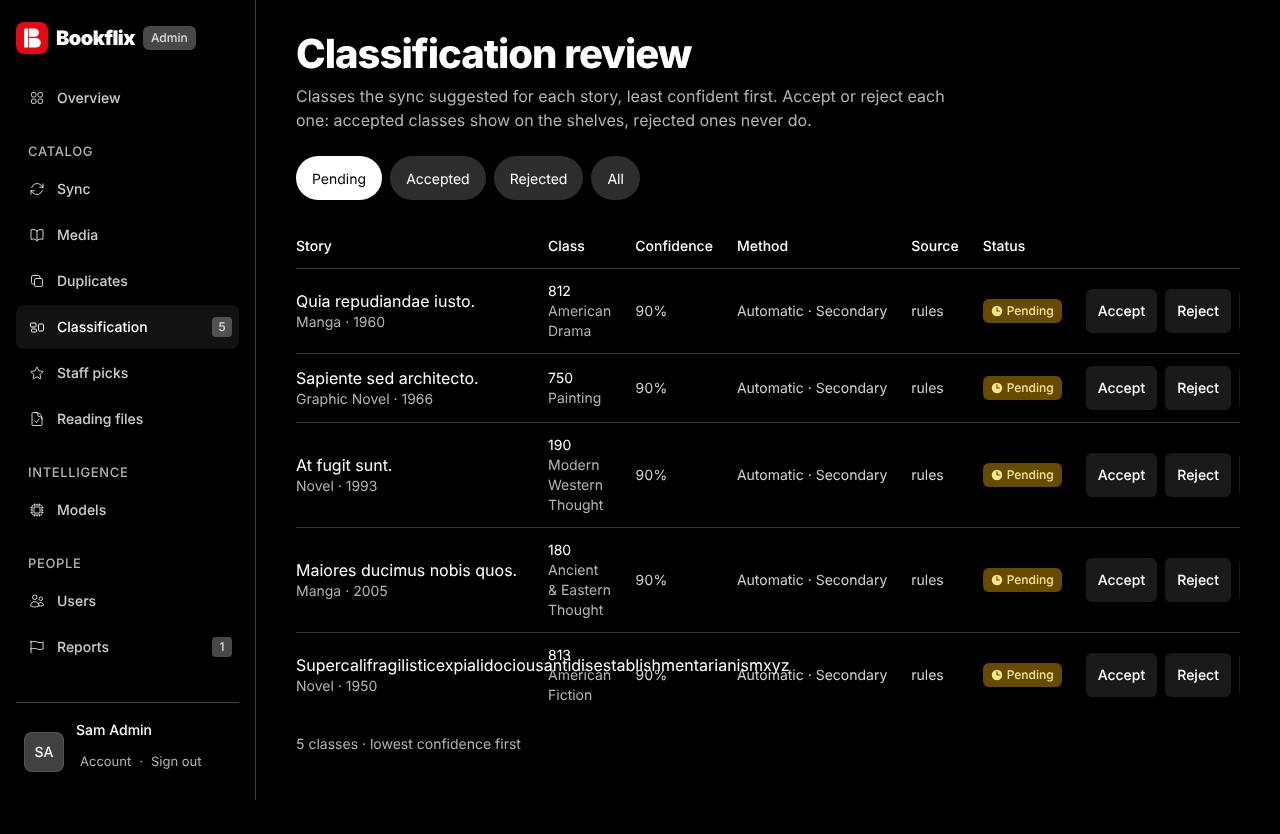 Bookflix Admin
Overview
CATALOG
Sync
Media
Duplicates
Classification 5
Staff picks
Reading files
INTELLIGENCE
Models
PEOPLE
Users
Reports 1
SA
Sam Admin
Account · Sign out
Classification review
Classes the sync suggested for each story, least confident first. Accept or reject each
one: accepted classes show on the shelves, rejected ones never do.
Pending Accepted Rejected All
Story Class Confidence Method Source Status
Quia repudiandae iusto.
Manga · 1960
812
American
Drama
90% Automatic · Secondary rules Pending Accept Reject
Sapiente sed architecto.
Graphic Novel · 1966
750
Painting
90% Automatic · Secondary rules Pending Accept Reject
At fugit sunt.
Novel · 1993
190
Modern
Western
Thought
90% Automatic · Secondary rules Pending Accept Reject
Maiores ducimus nobis quos.
Manga · 2005
180
Ancient
& Eastern
Thought
90% Automatic · Secondary rules Pending Accept Reject
Supercalifragilisticexpialidociousantidisestablishmentarianismxyz
Novel · 1950
813
American
Fiction
90% Automatic · Secondary rules Pending Accept Reject
5 classes · lowest confidence first